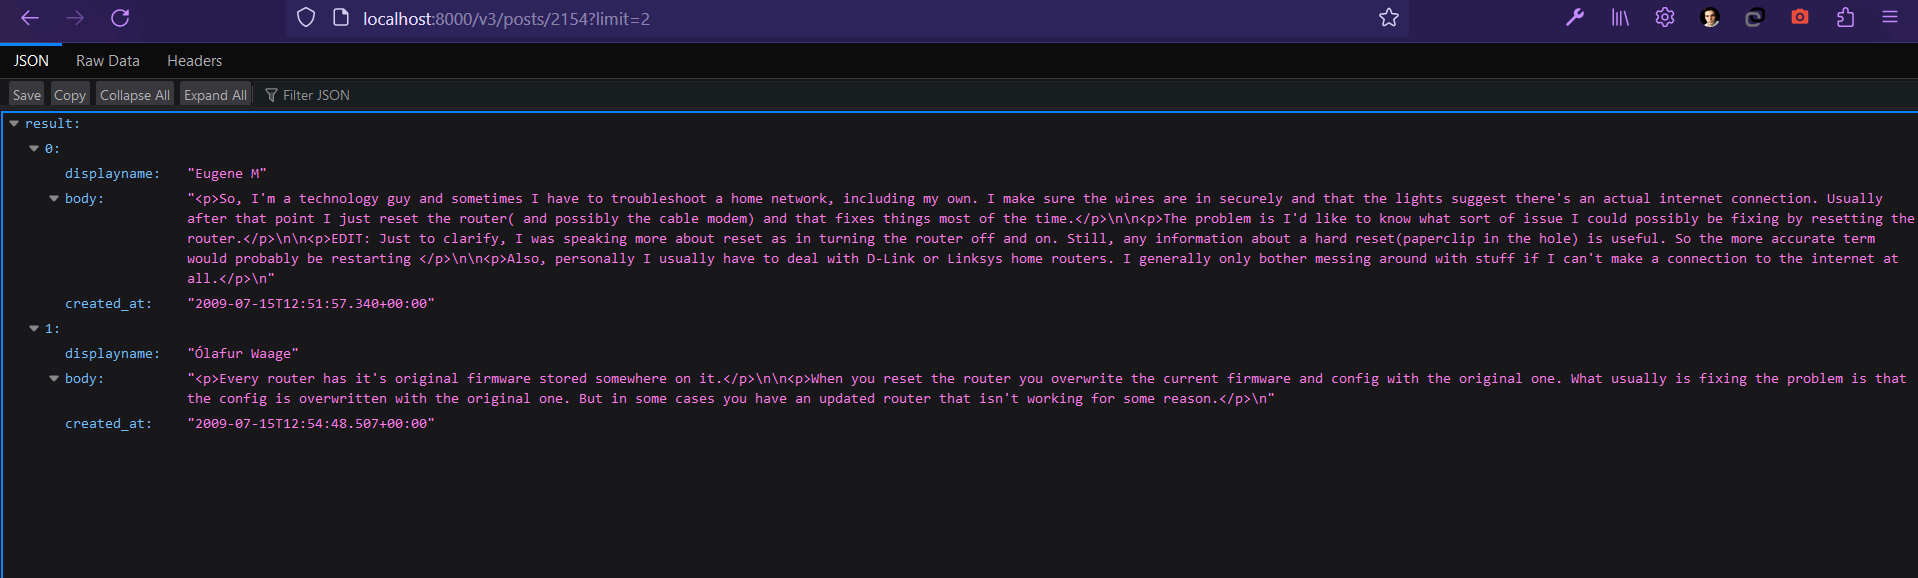 localhost:8000/v3/posts/2154?limit=2
JSON Raw Data Headers
Save Copy Collapse All Expand All Filter JSON
result:
0:
displayname: "Eugene M"
body: "<p>So, I'm a technology guy and sometimes I have to troubleshoot a home network, including my own. I make sure the wires are in securely and that the lights suggest there's an actual internet connection. Usually
after that point I just reset the router( and possibly the cable modem) and that fixes things most of the time.</p>\n\n<p>The problem is I'd like to know what sort of issue I could possibly be fixing by resetting the
router.</p>\n\n<p>EDIT: Just to clarify, I was speaking more about reset as in turning the router off and on. Still, any information about a hard reset(paperclip in the hole) is useful. So the more accurate term
would probably be restarting </p>\n\n<p>Also, personally I usually have to deal with D-Link or Linksys home routers. I generally only bother messing around with stuff if I can't make a connection to the internet at
all.</p>\n"
created_at: "2009-07-15T12:51:57.340+00:00"
1:
displayname: "Ólafur Waage"
body: "<p>Every router has it's original firmware stored somewhere on it.</p>\n\n<p>When you reset the router you overwrite the current firmware and config with the original one. What usually is fixing the problem is that
the config is overwritten with the original one. But in some cases you have an updated router that isn't working for some reason.</p>\n"
created_at: "2009-07-15T12:54:48.507+00:00"